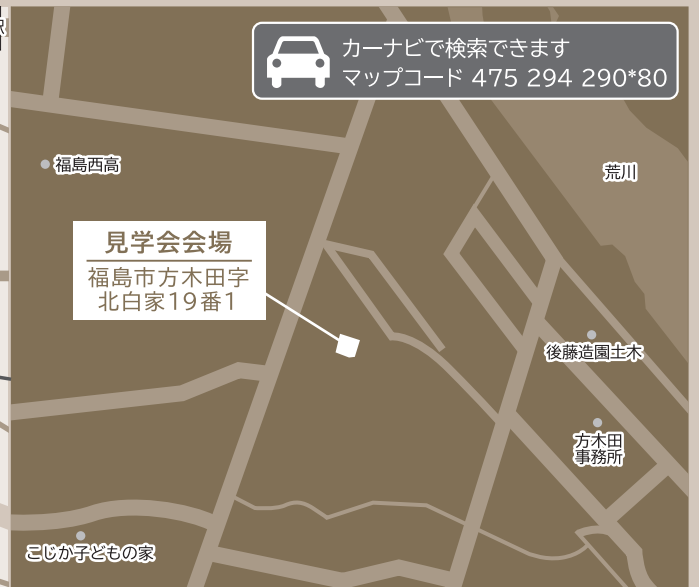 カーナビで検索できます
マップコード 475 294 290*80
福島西高
荒川
見学会会場
福島市方木田字
北白家19番1
後藤造園土木
方木田
事務所
こじか子どもの家